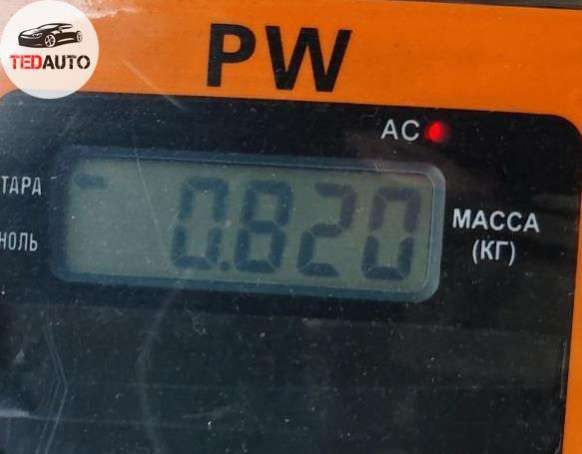 TEDAUTO
PW
AC
ТАРА
0.820
МАССА
НОЛЬ
(КГ)